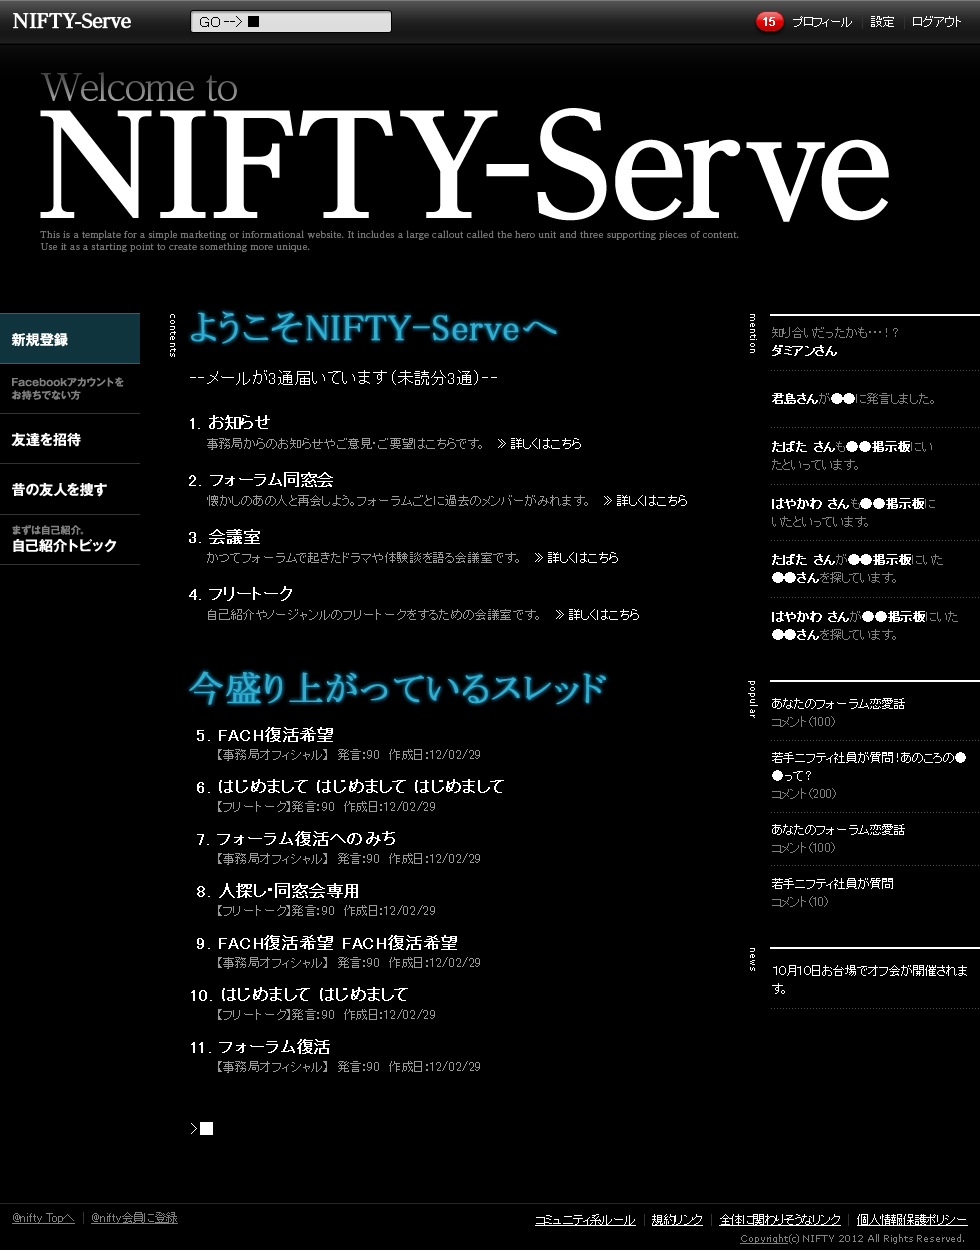 NIFTY-Serve
GO --> ■
15 プロフィール 設定 ログアウト
Welcome to
NIFTY-Serve
This is a template for a simple marketing or informational website. It includes a large callout called the hero unit and three supporting pieces of content.
Use it as a starting point to create something more unique.
新規登録
Facebookアカウントを
お持ちでない方
友達を招待
昔の友人を捜す
まずは自己紹介。
自己紹介トピック
contents
ようこそNIFTY-Serveへ
--メールが3通届いています（未読分3通）--
1. お知らせ
事務局からのお知らせやご意見・ご要望はこちらです。 ≫ 詳しくはこちら
2. フォーラム同窓会
懐かしのあの人と再会しよう。フォーラムごとに過去のメンバーがみれます。 ≫ 詳しくはこちら
3. 会議室
かつてフォーラムで起きたドラマや体験談を語る会議室です。 ≫ 詳しくはこちら
4. フリートーク
自己紹介やノージャンルのフリートークをするための会議室です。 ≫ 詳しくはこちら
今盛り上がっているスレッド
5. FACH復活希望
【事務局オフィシャル】 発言:90 作成日:12/02/29
6. はじめまして はじめまして はじめまして
【フリートーク】発言:90 作成日:12/02/29
7. フォーラム復活へのみち
【事務局オフィシャル】 発言:90 作成日:12/02/29
8. 人探し・同窓会専用
【フリートーク】発言:90 作成日:12/02/29
9. FACH復活希望 FACH復活希望
【事務局オフィシャル】 発言:90 作成日:12/02/29
10. はじめまして はじめまして
【フリートーク】発言:90 作成日:12/02/29
11. フォーラム復活
【事務局オフィシャル】 発言:90 作成日:12/02/29
>■
mention
知り合いだったかも…！？
ダミアンさん
君島さんが●●に発言しました。
たばた さんも●●掲示板にい
たといっています。
はやかわ さんも●●掲示板に
いたといっています。
たばた さんが●●掲示板にいた
●●さんを探しています。
はやかわ さんが●●掲示板にいた
●●さんを探しています。
popular
あなたのフォーラム恋愛話
コメント(100)
若手ニフティ社員が質問！あのころの●
●って？
コメント(200)
あなたのフォーラム恋愛話
コメント(100)
若手ニフティ社員が質問
コメント(10)
news
10月10日お台場でオフ会が開催されま
す。
@nifty Topへ @nifty会員に登録
コミュニティ系ルール 規約リンク 全体に関わりそうなリンク 個人情報保護ポリシー
Copyright(c) NIFTY 2012 All Rights Reserved.